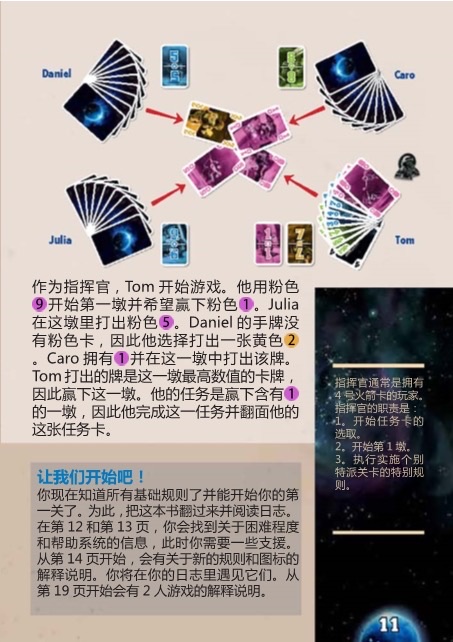 Daniel
Caro
Julia
Tom
作为指挥官，Tom 开始游戏。他用粉色
9 开始第一墩并希望赢下粉色 1。Julia
在这墩里打出粉色 5。Daniel 的手牌没
有粉色卡，因此他选择打出一张黄色 2
。Caro 拥有 1 并在这一墩中打出该牌。
Tom 打出的牌是这一墩最高数值的卡牌，
因此赢下这一墩。他的任务是赢下含有 1
的一墩，因此他完成这一任务并翻面他的
这张任务卡。
指挥官通常是拥有
4 号火箭卡的玩家。
指挥官的职责是：
1。开始任务卡的
选取。
2。开始第 1 墩。
3。执行实施个别
特派关卡的特别规
则。
让我们开始吧！
你现在知道所有基础规则了并能开始你的第
一关了。为此，把这本书翻过来并阅读日志。
在第 12 和第 13 页，你会找到关于困难程度
和帮助系统的信息，此时你需要一些支援。
从第 14 页开始，会有关于新的规则和图标的
解释说明。你将在你的日志里遇见它们。从
第 19 页开始会有 2 人游戏的解释说明。
11